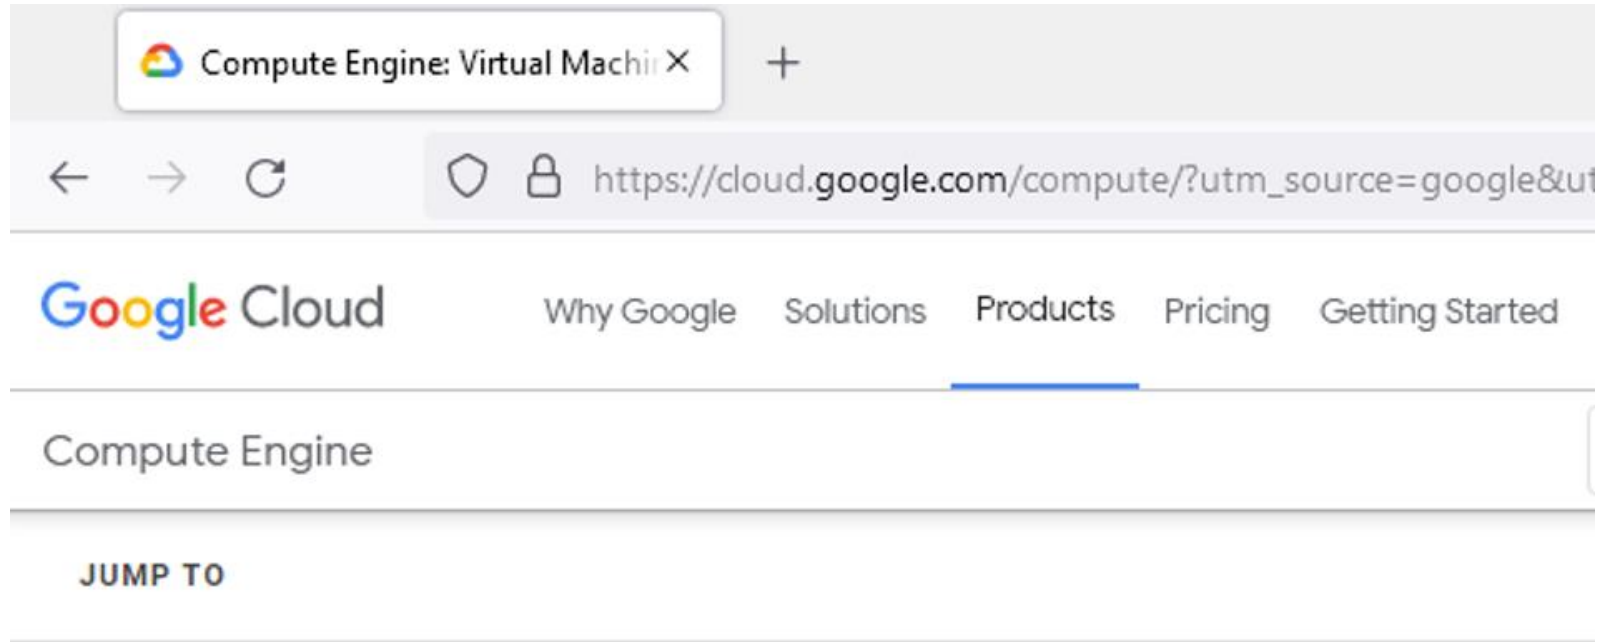 Compute Engine: Virtual Machi
https://cloud.google.com/compute/?utm_source=google&ut
Google Cloud Why Google Solutions Products Pricing Getting Started
Compute Engine
JUMP TO